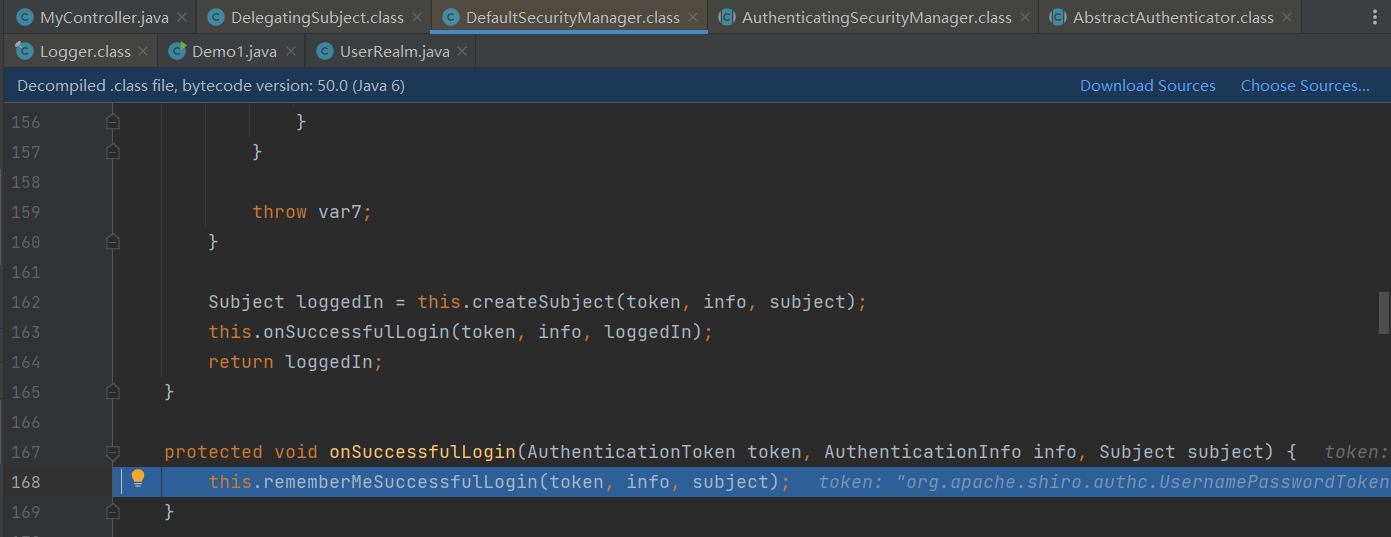 MyController.java DelegatingSubject.class DefaultSecurityManager.class AuthenticatingSecurityManager.class AbstractAuthenticator.class
Logger.class Demo1.java UserRealm.java
Decompiled .class file, bytecode version: 50.0 (Java 6) Download Sources Choose Sources...
156 }
157 }
158
159 throw var7;
160 }
161
162 Subject loggedIn = this.createSubject(token, info, subject);
163 this.onSuccessfulLogin(token, info, loggedIn);
164 return loggedIn;
165 }
166
167 protected void onSuccessfulLogin(AuthenticationToken token, AuthenticationInfo info, Subject subject) { token:
168 this.rememberMeSuccessfulLogin(token, info, subject); token: "org.apache.shiro.authc.UsernamePasswordToken
169 }